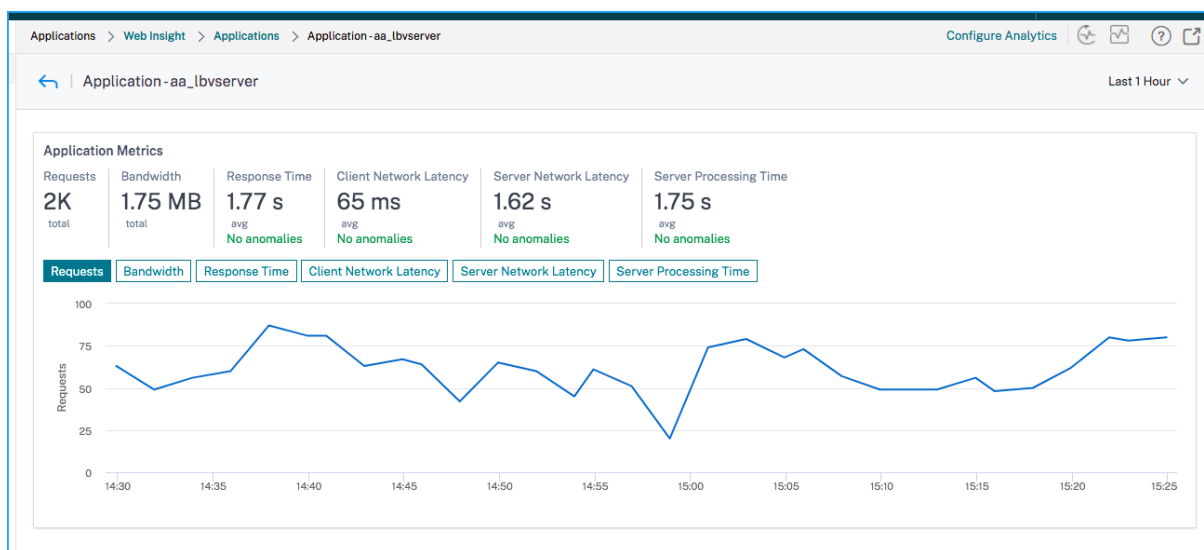 Applications > Web Insight > Applications > Application - aa_lbvserver
Configure Analytics
?
Application - aa_lbvserver
Last 1 Hour
Application Metrics
Requests
2K
total
Bandwidth
1.75 MB
total
Response Time
1.77 s
avg
No anomalies
Client Network Latency
65 ms
avg
No anomalies
Server Network Latency
1.62 s
avg
No anomalies
Server Processing Time
1.75 s
avg
No anomalies
Requests Bandwidth Response Time Client Network Latency Server Network Latency Server Processing Time
Requests
100
75
50
25
0
14:30 14:35 14:40 14:45 14:50 14:55 15:00 15:05 15:10 15:15 15:20 15:25